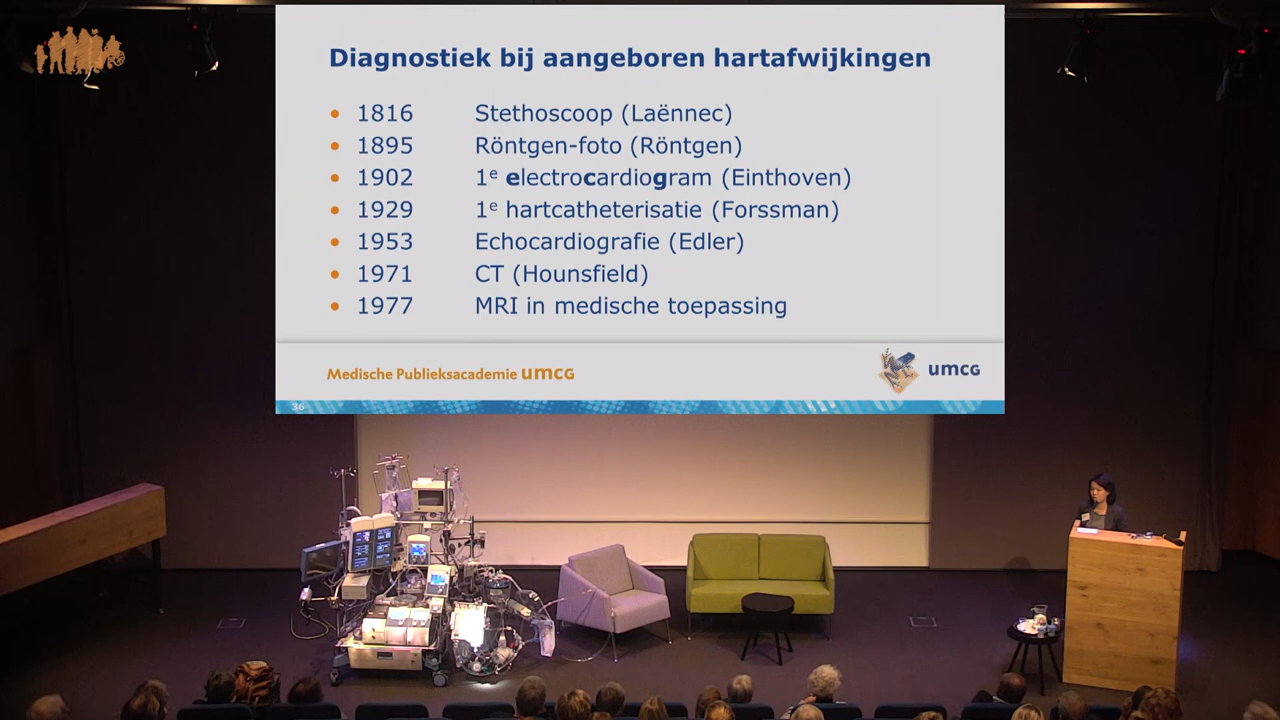 Diagnostiek bij aangeboren hartafwijkingen
• 1816 Stethoscoop (Laënnec)
• 1895 Röntgen-foto (Röntgen)
• 1902 1e electrocardiogram (Einthoven)
• 1929 1e hartcatheterisatie (Forssman)
• 1953 Echocardiografie (Edler)
• 1971 CT (Hounsfield)
• 1977 MRI in medische toepassing
Medische Publieksacademie umcg
umcg
36